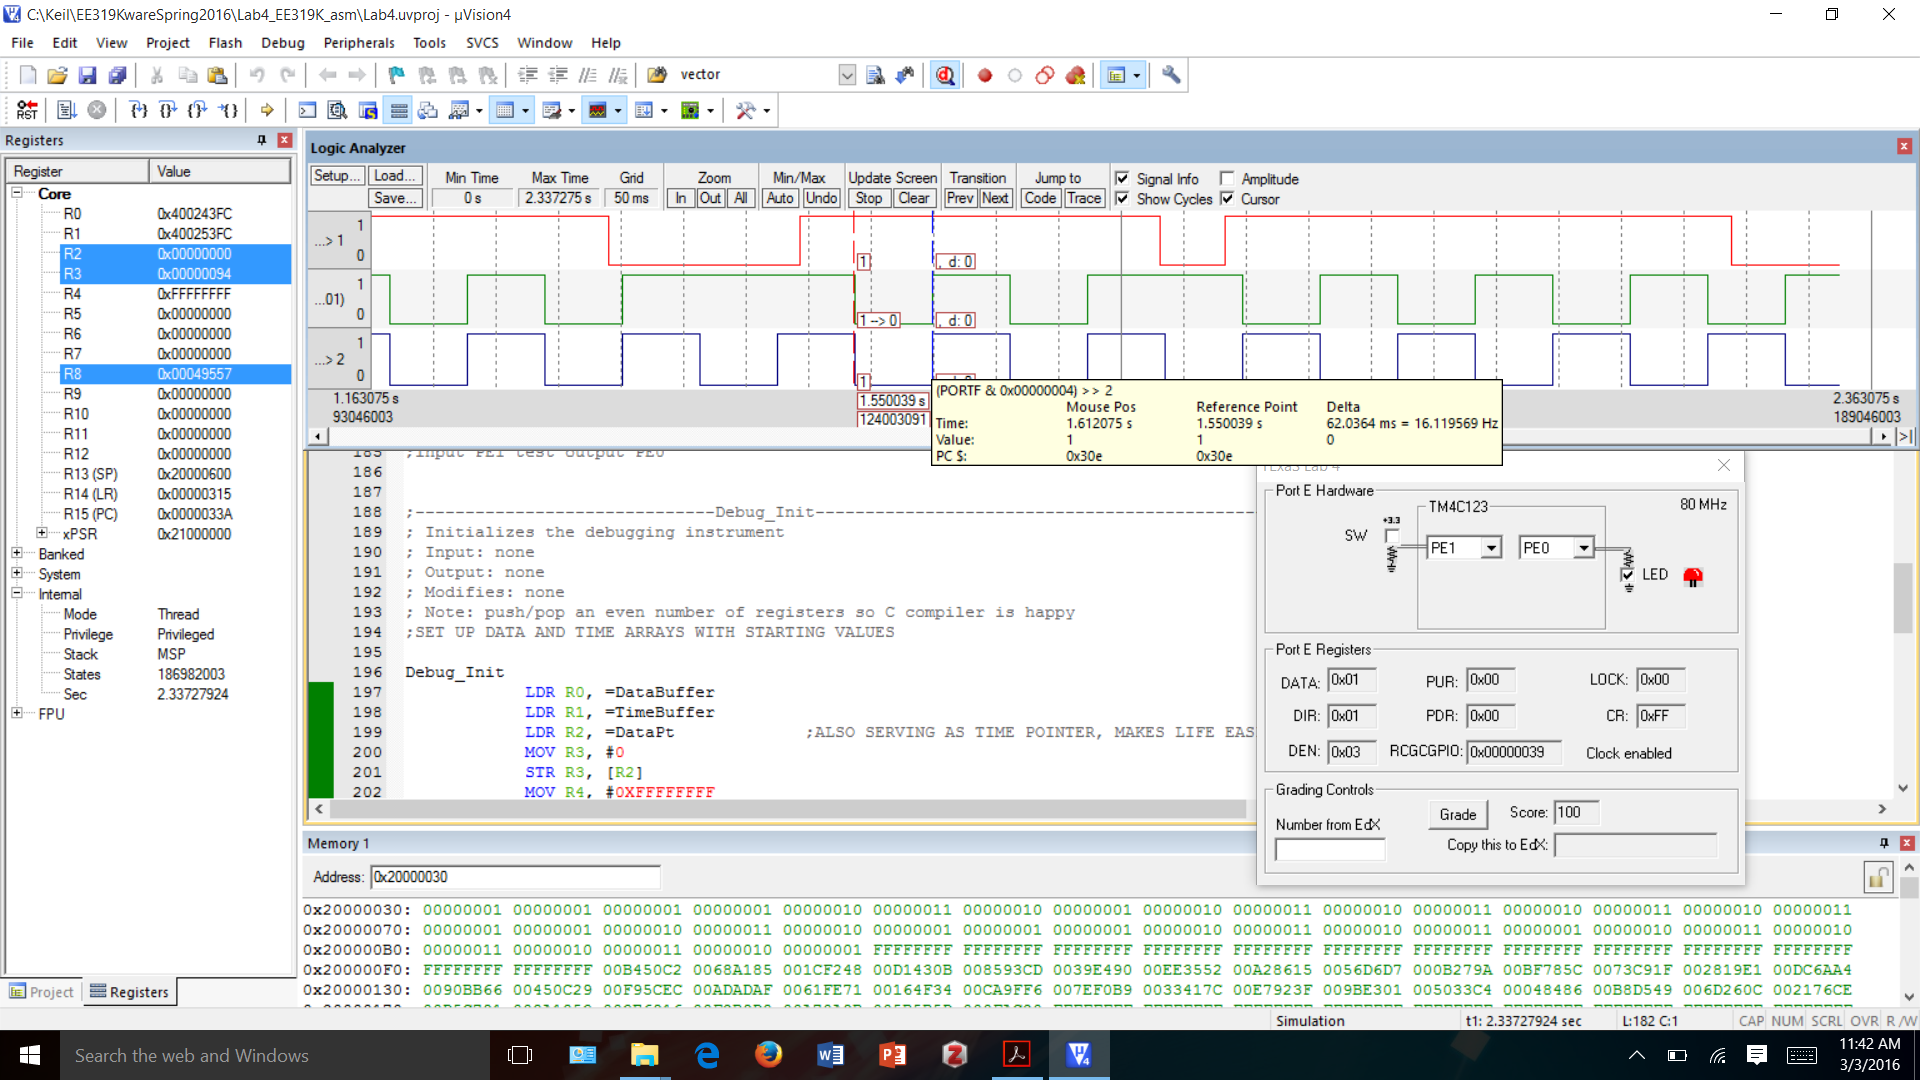 C:\Keil\EE319KwareSpring2016\Lab4_EE319K_asm\Lab4.uvproj - µVision4
File Edit View Project Flash Debug Peripherals Tools SVCS Window Help
vector
RST
Registers
Register Value
Core
R0 0x400243FC
R1 0x400253FC
R2 0x00000000
R3 0x00000094
R4 0xFFFFFFFF
R5 0x00000000
R6 0x00000000
R7 0x00000000
R8 0x00049557
R9 0x00000000
R10 0x00000000
R11 0x00000000
R12 0x00000000
R13 (SP) 0x20000600
R14 (LR) 0x00000315
R15 (PC) 0x0000033A
xPSR 0x21000000
Banked
System
Internal
Mode Thread
Privilege Privileged
Stack MSP
States 186982003
Sec 2.33727924
FPU
Project Registers
Logic Analyzer
Setup... Load... Min Time Max Time Grid Zoom Min/Max Update Screen Transition Jump to Signal Info Amplitude
Save... 0 s 2.337275 s 50 ms In Out All Auto Undo Stop Clear Prev Next Code Trace Show Cycles Cursor
1
...> 1
0
1 , d: 0
1
...01)
0
1 --> 0 , d: 0
1
...> 2
0
1
1.163075 s 1.550039 s 2.363075 s
93046003 124003091 189046003
(PORTF & 0x00000004) >> 2
Mouse Pos Reference Point Delta
Time: 1.612075 s 1.550039 s 62.0364 ms = 16.119569 Hz
Value: 1 1 0
PC $: 0x30e 0x30e
185 ;input PE1 test output PE0
186
187
188 ;-------------------------------Debug_Init---------------------------------------------
189 ; Initializes the debugging instrument
190 ; Input: none
191 ; Output: none
192 ; Modifies: none
193 ; Note: push/pop an even number of registers so C compiler is happy
194 ;SET UP DATA AND TIME ARRAYS WITH STARTING VALUES
195
196 Debug_Init
197 LDR R0, =DataBuffer
198 LDR R1, =TimeBuffer
199 LDR R2, =DataPt ;ALSO SERVING AS TIME POINTER, MAKES LIFE EAS
200 MOV R3, #0
201 STR R3, [R2]
202 MOV R4, #0XFFFFFFFF
TExaS Lab 4
Port E Hardware
TM4C123 80 MHz
+3.3
SW PE1 PE0
LED
Port E Registers
DATA: 0x01 PUR: 0x00 LOCK: 0x00
DIR: 0x01 PDR: 0x00 CR: 0xFF
DEN: 0x03 RCGCGPIO: 0x00000039 Clock enabled
Grading Controls
Number from EdX Grade Score: 100
Copy this to EdX:
Memory 1
Address: 0x20000030
0x20000030: 00000001 00000001 00000001 00000001 00000010 00000011 00000010 00000001 00000010 00000011 00000010 00000011 00000010 00000011 00000010 00000011
0x20000070: 00000001 00000001 00000010 00000011 00000010 00000001 00000001 00000001 00000010 00000011 00000010 00000011 00000001 00000010 00000011 00000010
0x200000B0: 00000011 00000010 00000011 00000010 00000001 FFFFFFFF FFFFFFFF FFFFFFFF FFFFFFFF FFFFFFFF FFFFFFFF FFFFFFFF FFFFFFFF FFFFFFFF FFFFFFFF FFFFFFFF
0x200000F0: FFFFFFFF FFFFFFFF 00B450C2 0068A185 001CF248 00D1430B 008593CD 0039E490 00EE3552 00A28615 0056D6D7 000B279A 00BF785C 0073C91F 002819E1 00DC6AA4
0x20000130: 0090BB66 00450C29 00F95CEC 00ADADAF 0061FE71 00164F34 00CA9FF6 007EF0B9 0033417C 00E7923F 009BE301 005033C4 00048486 00B8D549 006D260C 002176CE
Simulation t1: 2.33727924 sec L:182 C:1 CAP NUM SCRL OVR R /W
Search the web and Windows
11:42 AM
3/3/2016